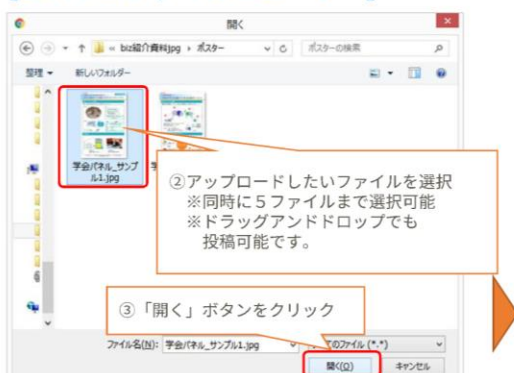 開く
biz紹介資料jpg ▸ ポスター
ポスターの検索
整理
新しいフォルダー
学会パネル_サンプル1.jpg
②アップロードしたいファイルを選択
※同時に5ファイルまで選択可能
※ドラッグアンドドロップでも
投稿可能です。
③「開く」ボタンをクリック
ファイル名(N): 学会パネル_サンプル1.jpg
のファイル (*.*)
開く(O)
キャンセル